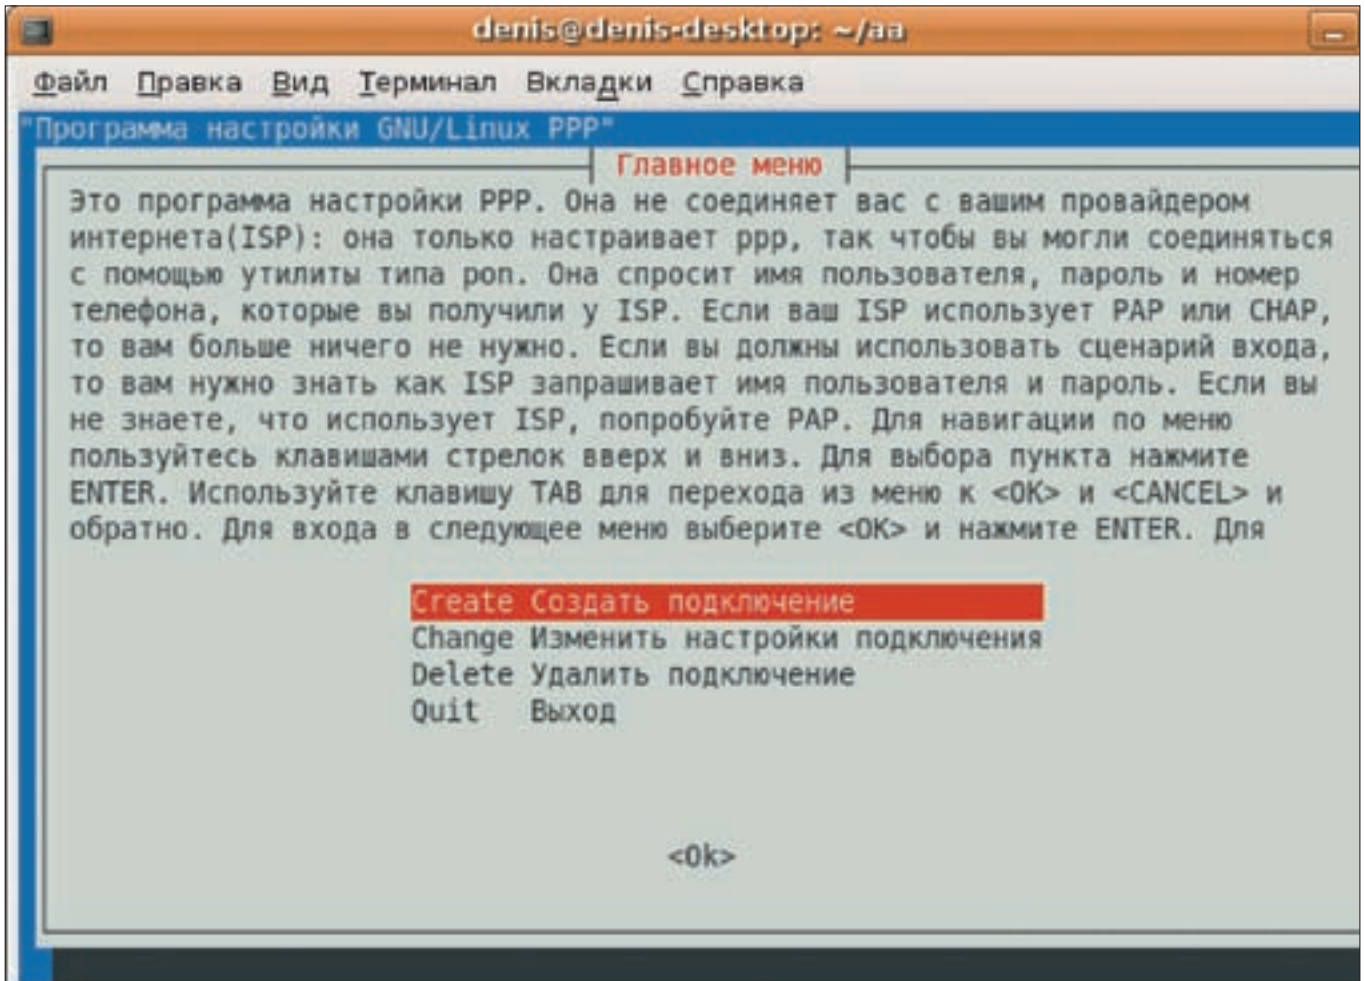 denis@denis-desktop: ~/aa
Файл Правка Вид Терминал Вкладки Справка
"Программа настройки GNU/Linux PPP"
Главное меню
Это программа настройки PPP. Она не соединяет вас с вашим провайдером
интернета(ISP): она только настраивает ppp, так чтобы вы могли соединяться
с помощью утилиты типа pon. Она спросит имя пользователя, пароль и номер
телефона, которые вы получили у ISP. Если ваш ISP использует PAP или CHAP,
то вам больше ничего не нужно. Если вы должны использовать сценарий входа,
то вам нужно знать как ISP запрашивает имя пользователя и пароль. Если вы
не знаете, что использует ISP, попробуйте PAP. Для навигации по меню
пользуйтесь клавишами стрелок вверх и вниз. Для выбора пункта нажмите
ENTER. Используйте клавишу TAB для перехода из меню к <OK> и <CANCEL> и
обратно. Для входа в следующее меню выберите <OK> и нажмите ENTER. Для
Create Создать подключение
Change Изменить настройки подключения
Delete Удалить подключение
Quit Выход
<Ok>